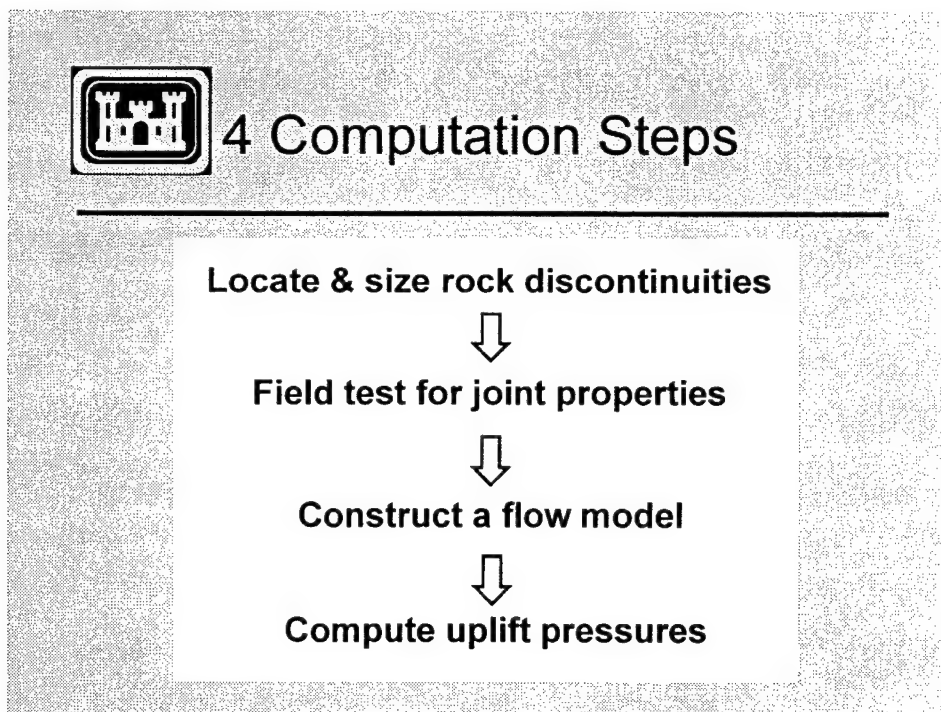 4 Computation Steps
Locate & size rock discontinuities
Field test for joint properties
Construct a flow model
Compute uplift pressures